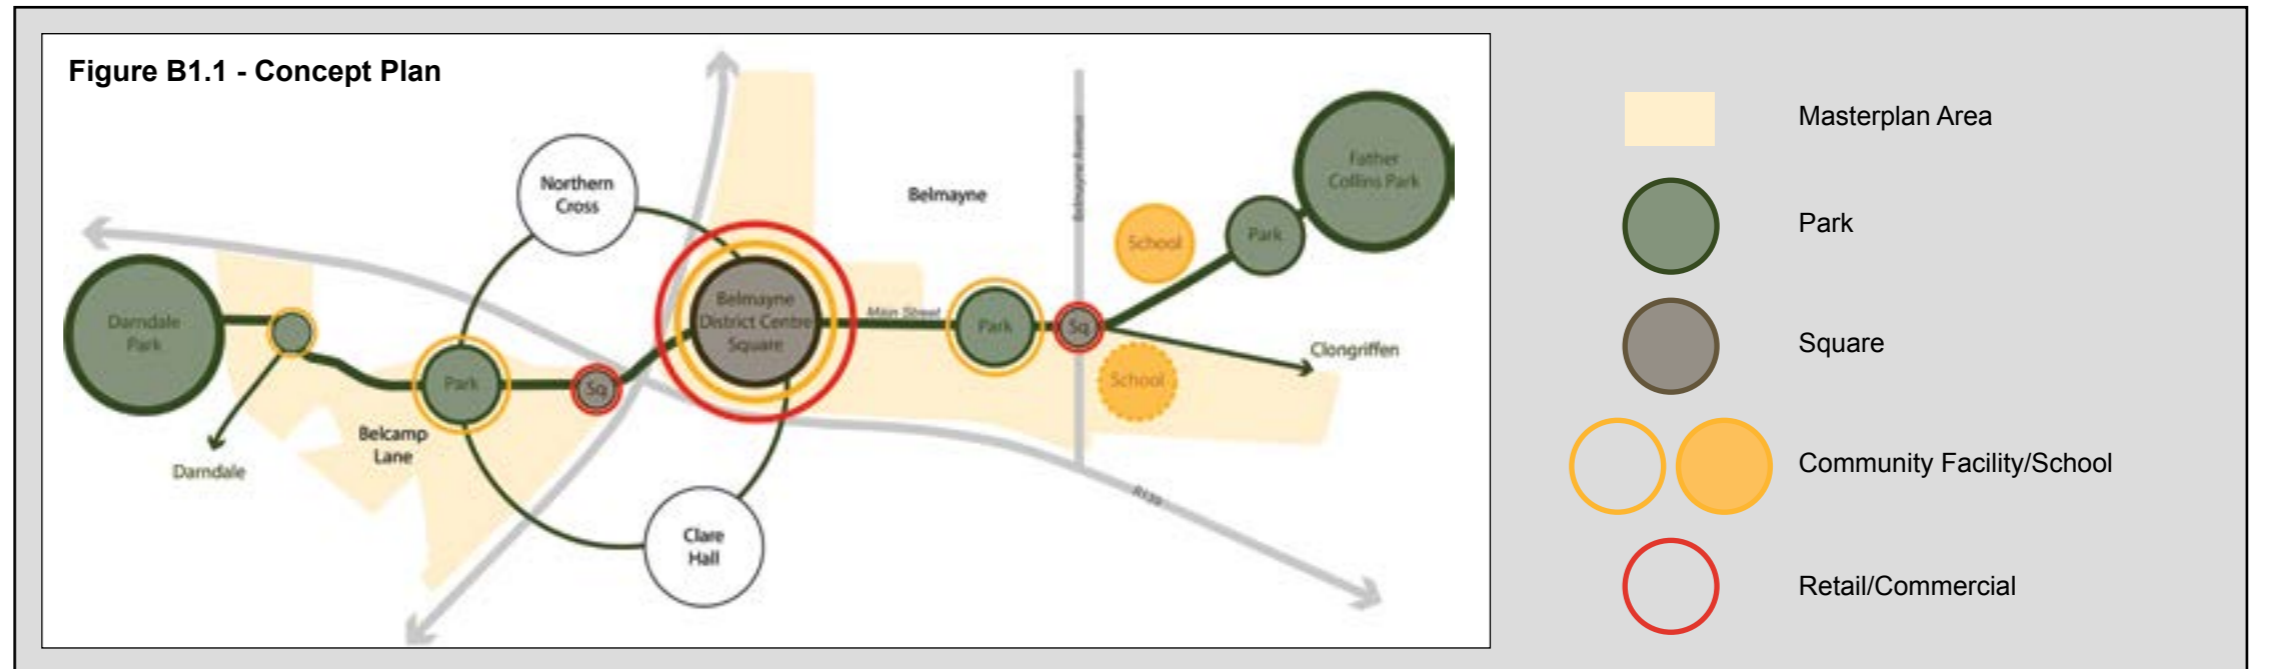 Figure B1.1 - Concept Plan
Northern
Cross
Belmayne
Belmayne Avenue
Father
Collins Park
School
Park
Darndale
Park
Belmayne
District Centre
Square
Main Street
Park
Sq
Clongriffen
School
Park
Sq
Belcamp
Lane
Darndale
R139
Clare
Hall
Masterplan Area
Park
Square
Community Facility/School
Retail/Commercial